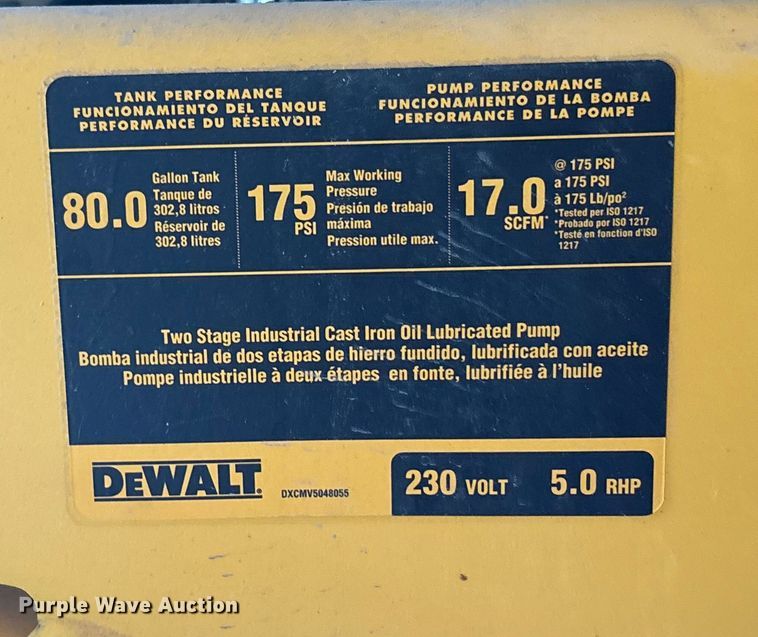 TANK PERFORMANCE
FUNCIONAMIENTO DEL TANQUE
PERFORMANCE DU RÉSERVOIR
PUMP PERFORMANCE
FUNCIONAMIENTO DE LA BOMBA
PERFORMANCE DE LA POMPE
80.0
Gallon Tank
Tanque de
302,8 litros
Réservoir de
302,8 litres
175
PSI
Max Working
Pressure
Presión de trabajo
máxima
Pression utile max.
17.0
SCFM*
@ 175 PSI
a 175 PSI
à 175 Lb/po²
*Tested per ISO 1217
*Probado por ISO 1217
*Testé en fonction d'ISO
1217
Two Stage Industrial Cast Iron Oil Lubricated Pump
Bomba industrial de dos etapas de hierro fundido, lubrificada con aceite
Pompe industrielle à deux étapes en fonte, lubrifiée à l'huile
DEWALT.
DXCMV5048055
230 VOLT 5.0 RHP
Purple Wave Auction